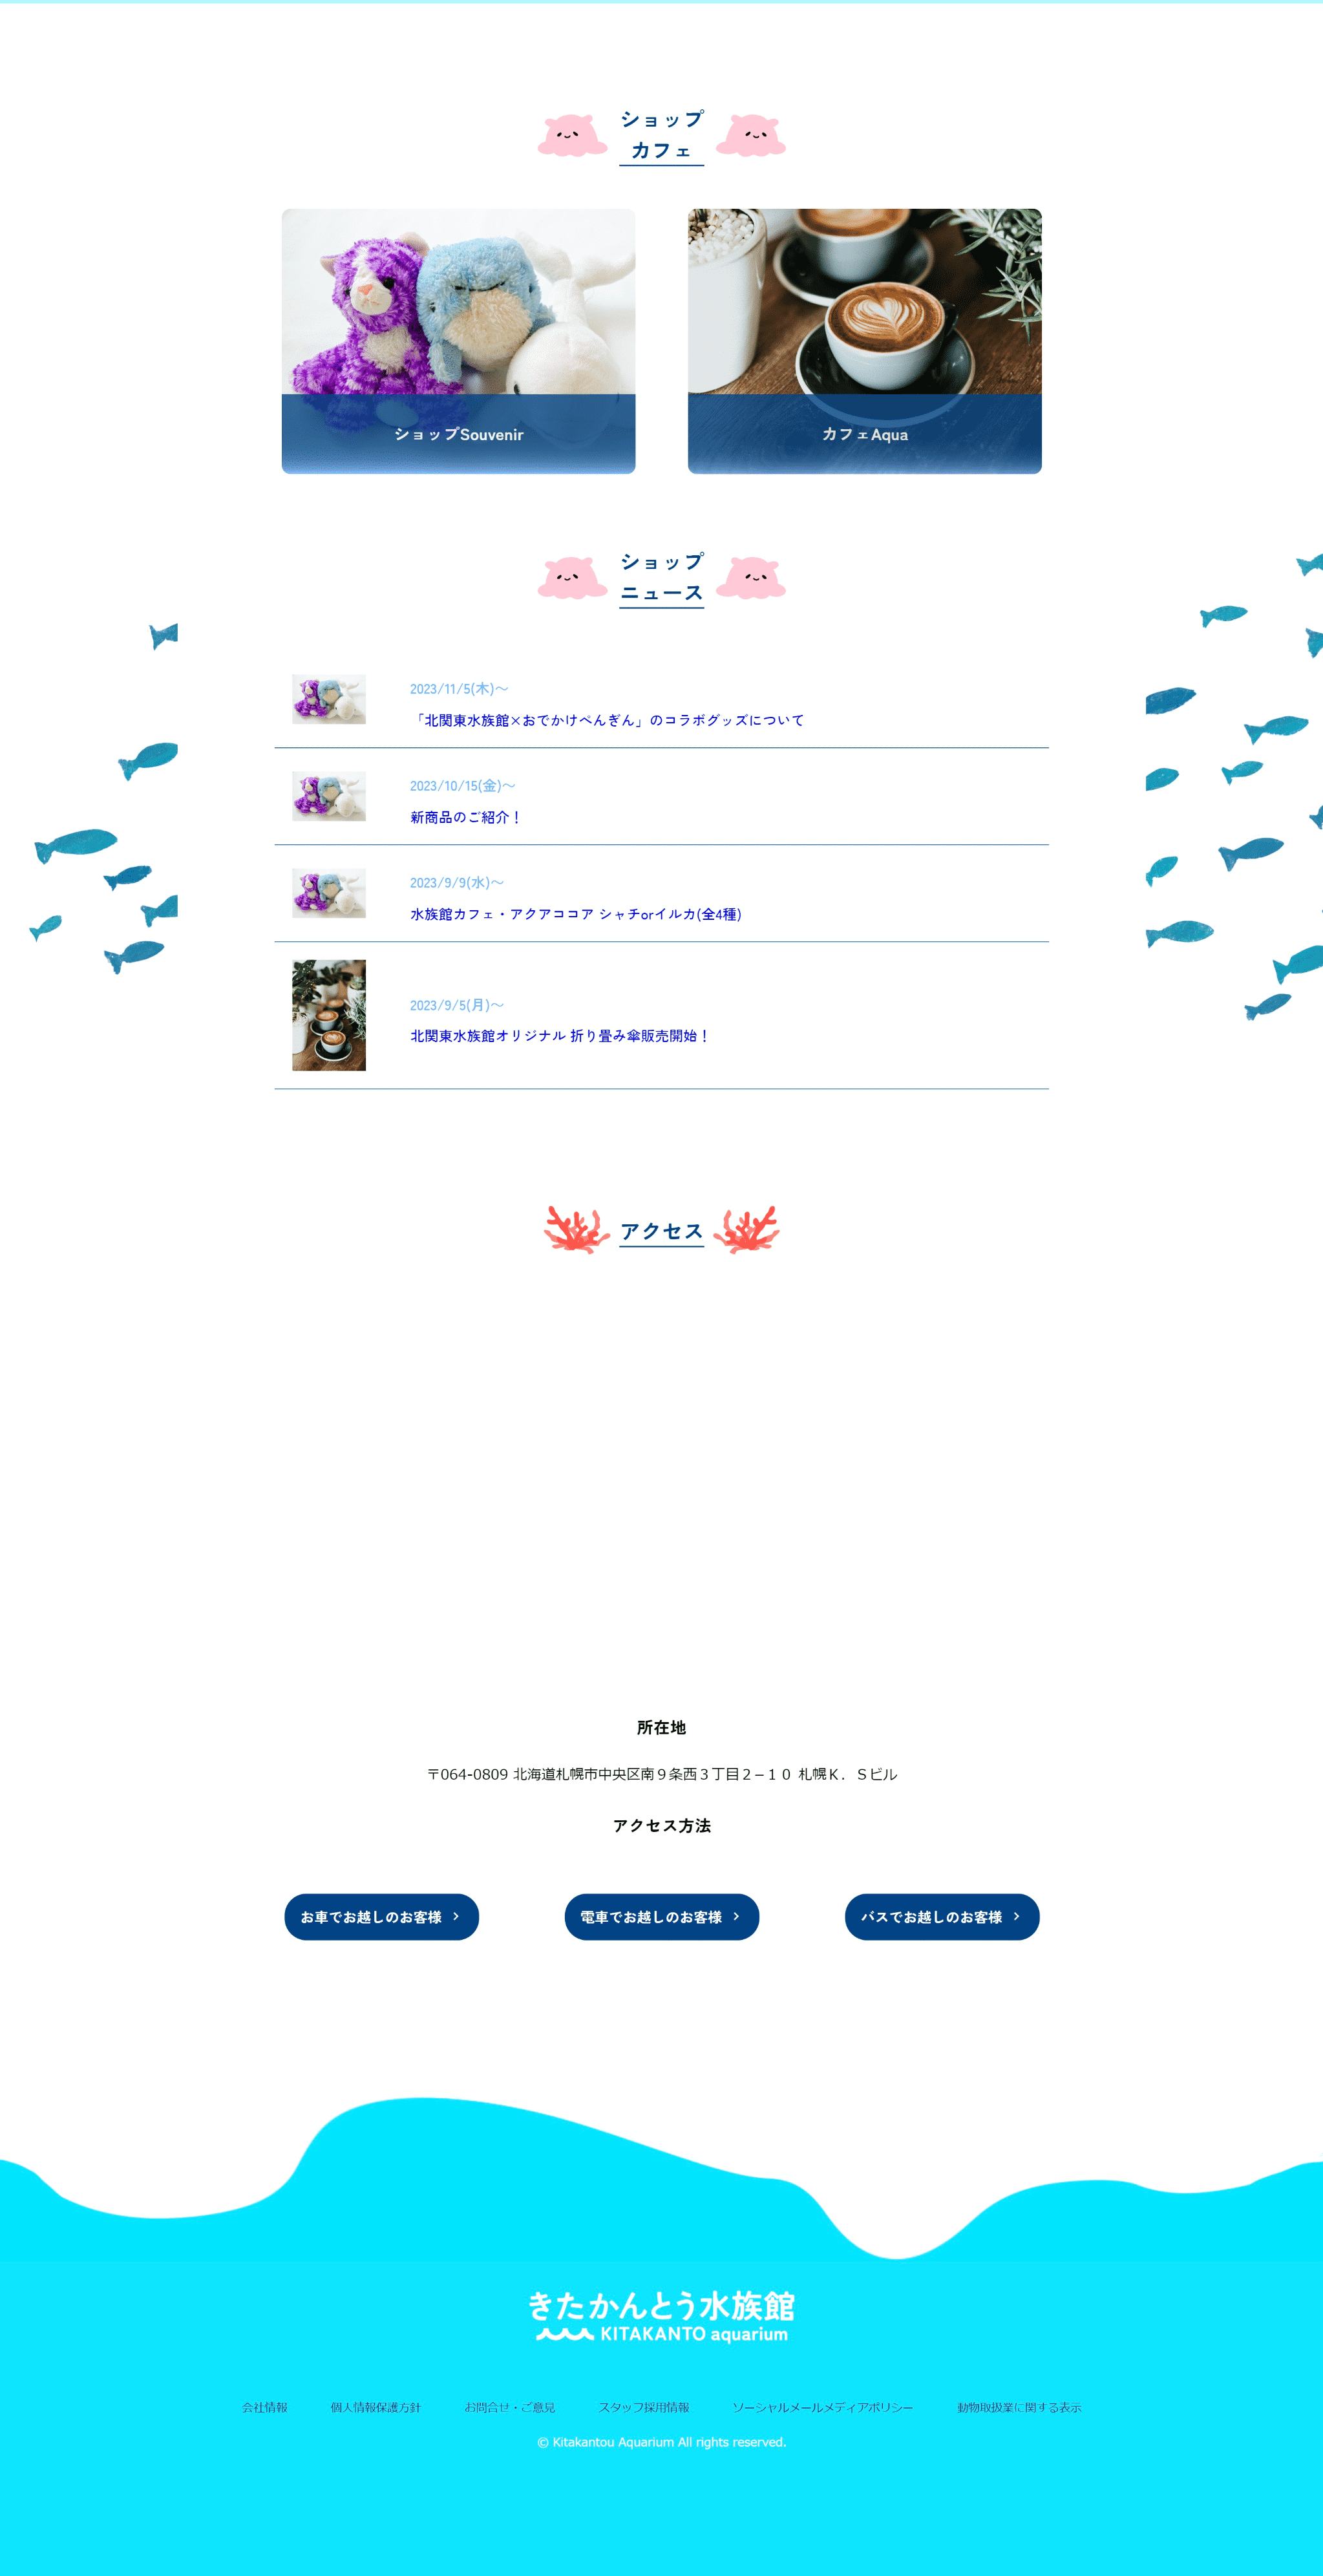 ショップ
カフェ
ショップSouvenir
カフェAqua
ショップ
ニュース
2023/11/5(木)～
「北関東水族館×おでかけぺんぎん」のコラボグッズについて
2023/10/15(金)～
新商品のご紹介！
2023/9/9(水)～
水族館カフェ・アクアココア シャチorイルカ(全4種)
2023/9/5(月)～
北関東水族館オリジナル 折り畳み傘販売開始！
アクセス
所在地
〒064-0809 北海道札幌市中央区南９条西３丁目２−１０ 札幌Ｋ．Ｓビル
アクセス方法
お車でお越しのお客様
電車でお越しのお客様
バスでお越しのお客様
きたかんとう水族館
KITAKANTO aquarium
会社情報
個人情報保護方針
お問合せ・ご意見
スタッフ採用情報
ソーシャルメールメディアポリシー
動物取扱業に関する表示
© Kitakantou Aquarium All rights reserved.